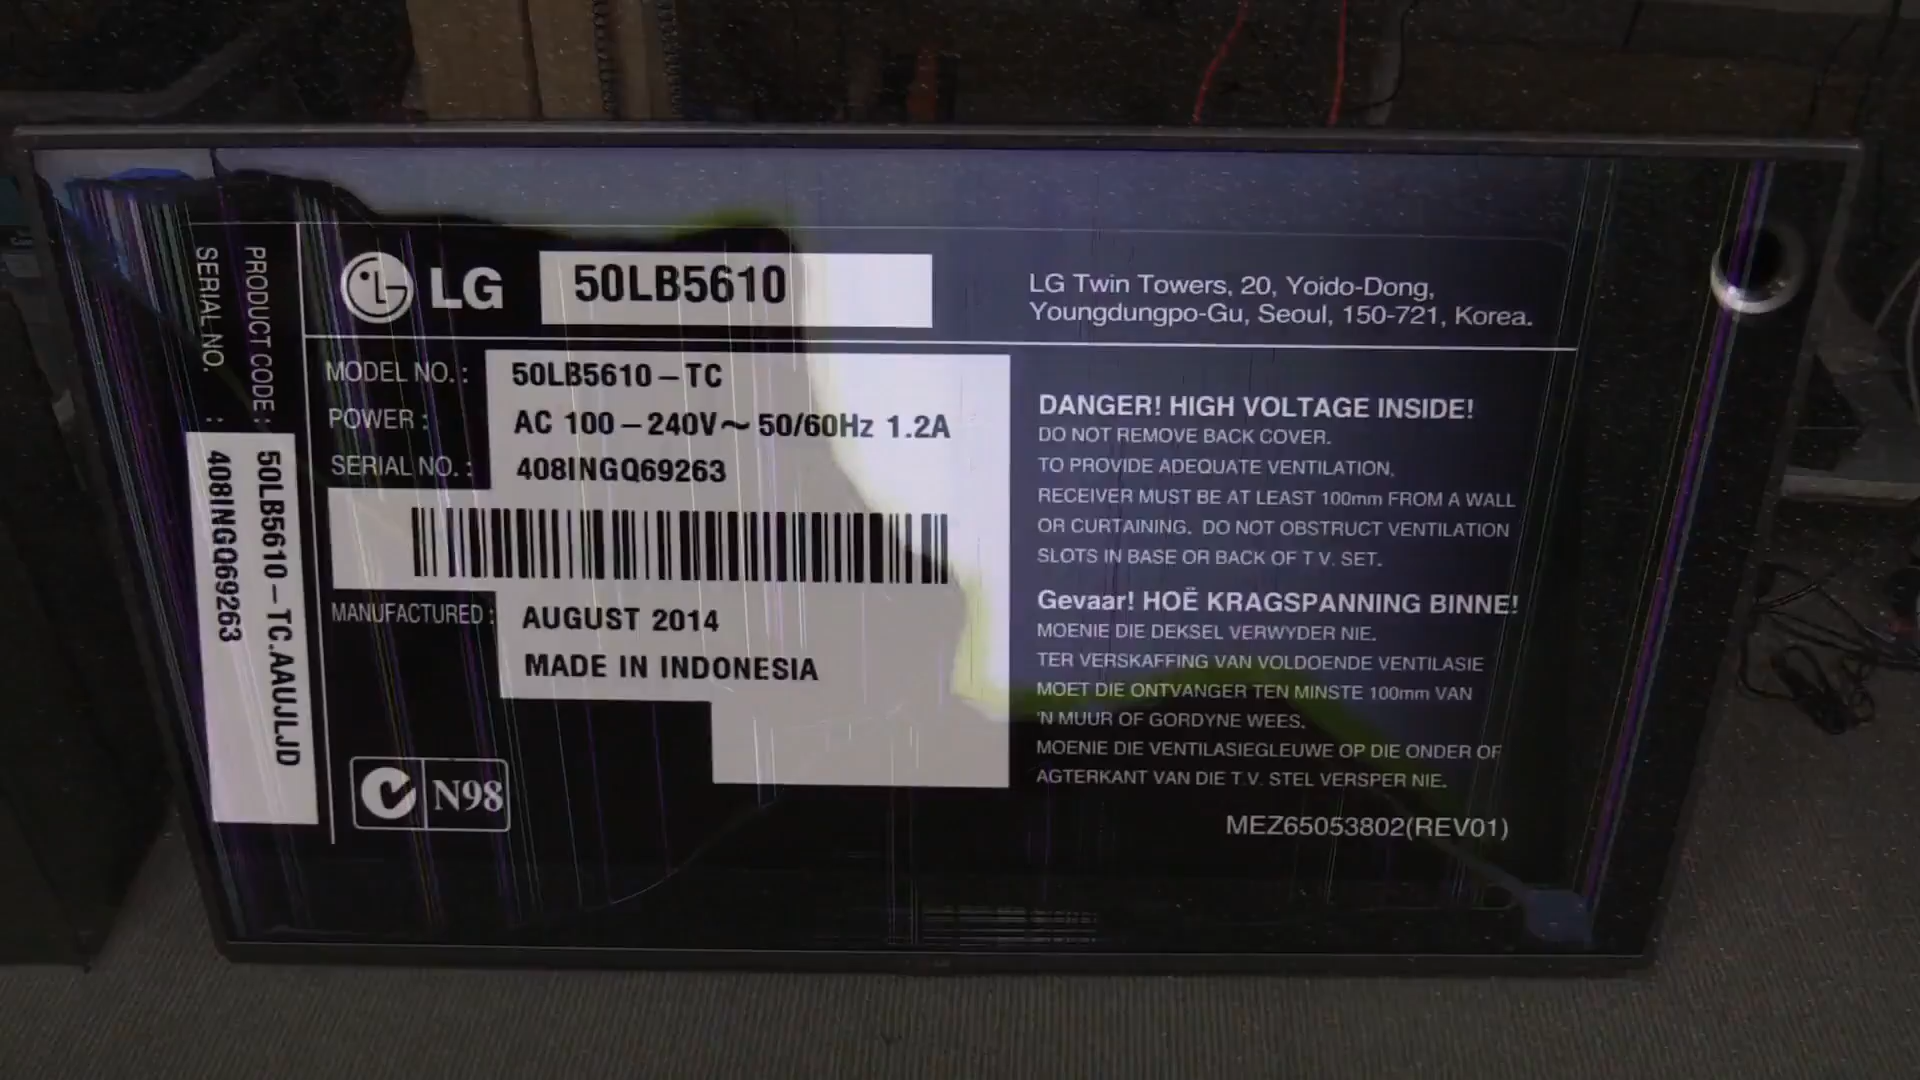 PRODUCT CODE : 50LB5610-TC.AAUJLJD
SERIAL NO. : 408INGQ69263
LG 50LB5610
LG Twin Towers, 20, Yoido-Dong,
Youngdungpo-Gu, Seoul, 150-721, Korea.
MODEL NO. : 50LB5610-TC
POWER : AC 100-240V~ 50/60Hz 1.2A
SERIAL NO. : 408INGQ69263
MANUFACTURED : AUGUST 2014
MADE IN INDONESIA
N98
DANGER! HIGH VOLTAGE INSIDE!
DO NOT REMOVE BACK COVER.
TO PROVIDE ADEQUATE VENTILATION,
RECEIVER MUST BE AT LEAST 100mm FROM A WALL
OR CURTAINING. DO NOT OBSTRUCT VENTILATION
SLOTS IN BASE OR BACK OF T V. SET.
Gevaar! HOË KRAGSPANNING BINNE!
MOENIE DIE DEKSEL VERWYDER NIE.
TER VERSKAFFING VAN VOLDOENDE VENTILASIE
MOET DIE ONTVANGER TEN MINSTE 100mm VAN
'N MUUR OF GORDYNE WEES.
MOENIE DIE VENTILASIEGLEUWE OP DIE ONDER OF
AGTERKANT VAN DIE T.V. STEL VERSPER NIE.
MEZ65053802(REV01)